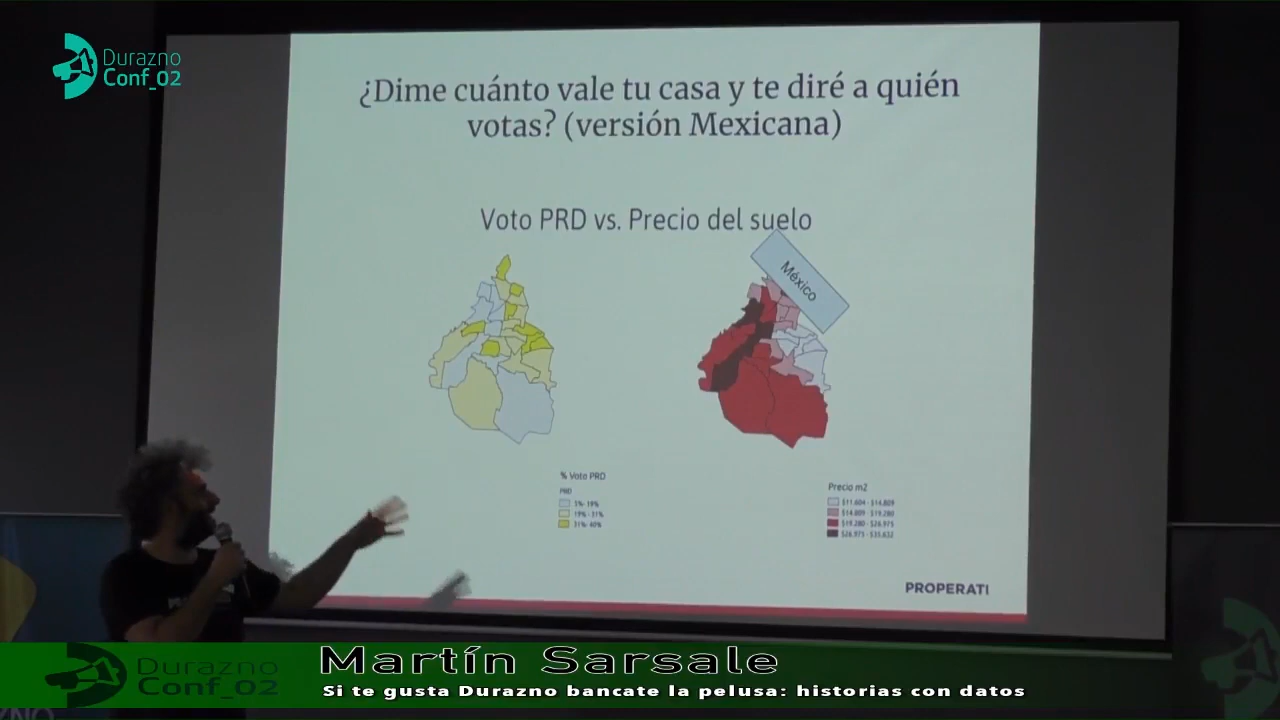 Durazno
Conf_02
¿Dime cuánto vale tu casa y te diré a quién
votas? (versión Mexicana)
Voto PRD vs. Precio del suelo
México
% Voto PRD
PRD
5%- 19%
19% - 31%
31%- 40%
Precio m2
$11.604 - $14.809
$14.809 - $19.280
$19.280 - $26.975
$26.975 - $35.632
PROPERATI
Durazno
Conf_02
Martín Sarsale
Si te gusta Durazno bancate la pelusa: historias con datos